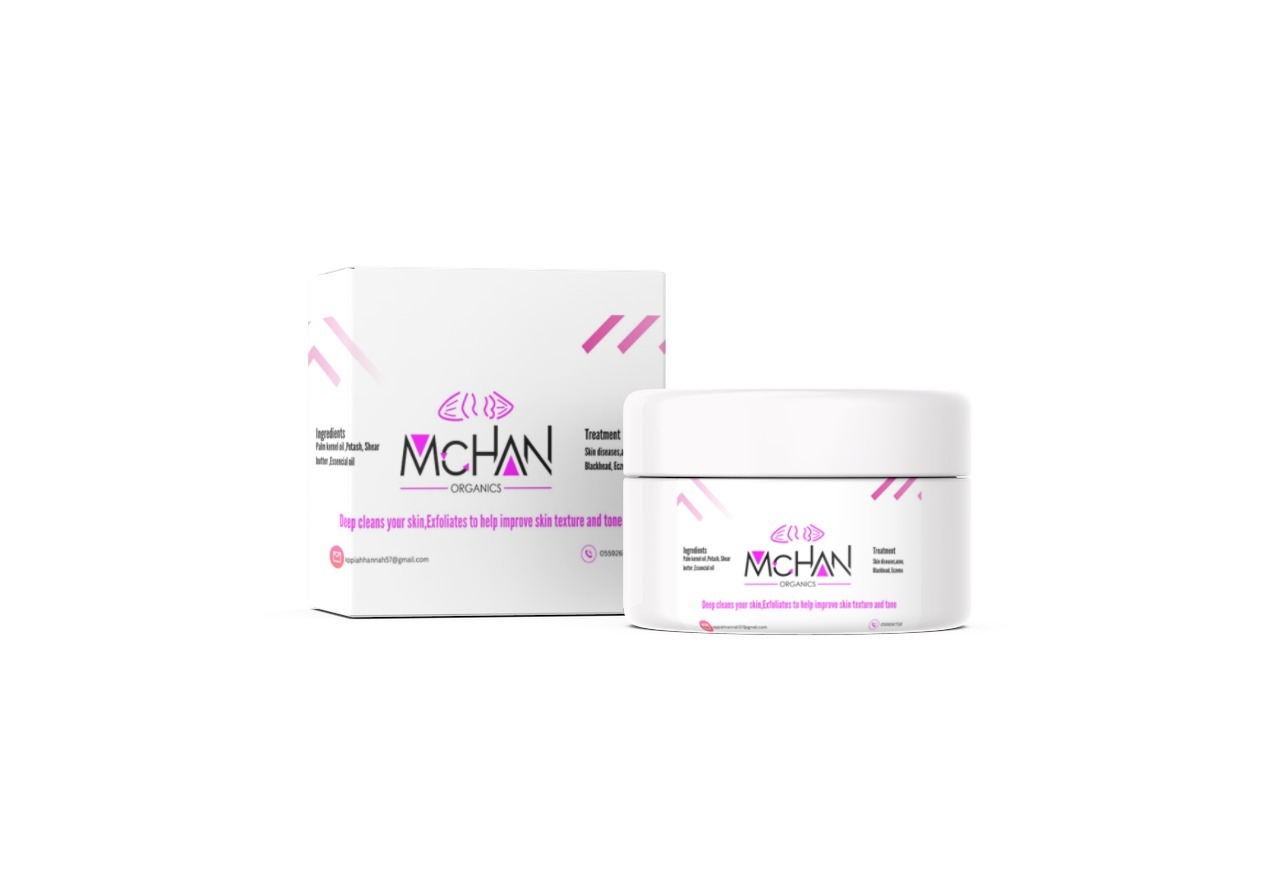 Ingredients
Palm kernel oil ,Potash, Shear
butter ,Essencial oil
MCHAN
ORGANICS
Treatment
Skin diseases,
Blackhead,
Deep cleans your skin,Exfoliates to help improve skin texture and tone
kopiahhannah57@gmail.com
Ingredients
Palm kernel oil ,Potash, Shear
butter ,Essencial oil
MCHAN
ORGANICS
Treatment
Skin diseases,acne,
Blackhead, Eczema
Deep cleans your skin,Exfoliates to help improve skin texture and tone